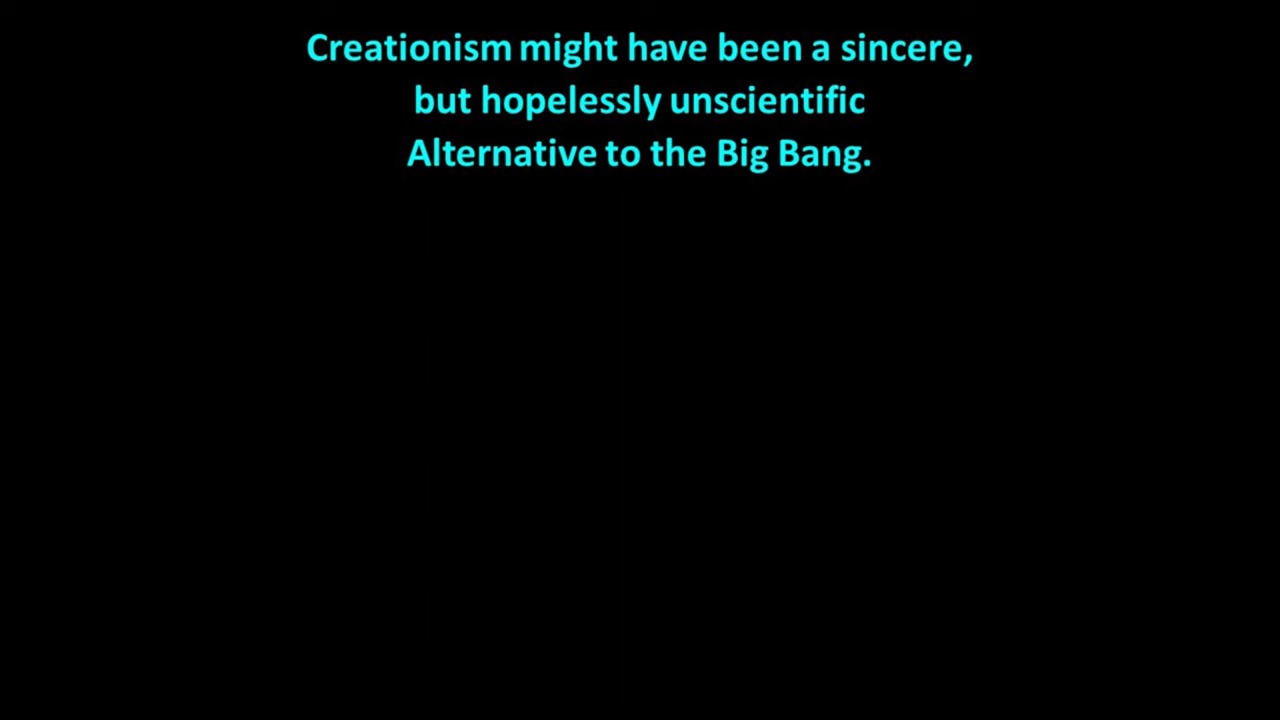 Creationism might have been a sincere,
but hopelessly unscientific
Alternative to the Big Bang.